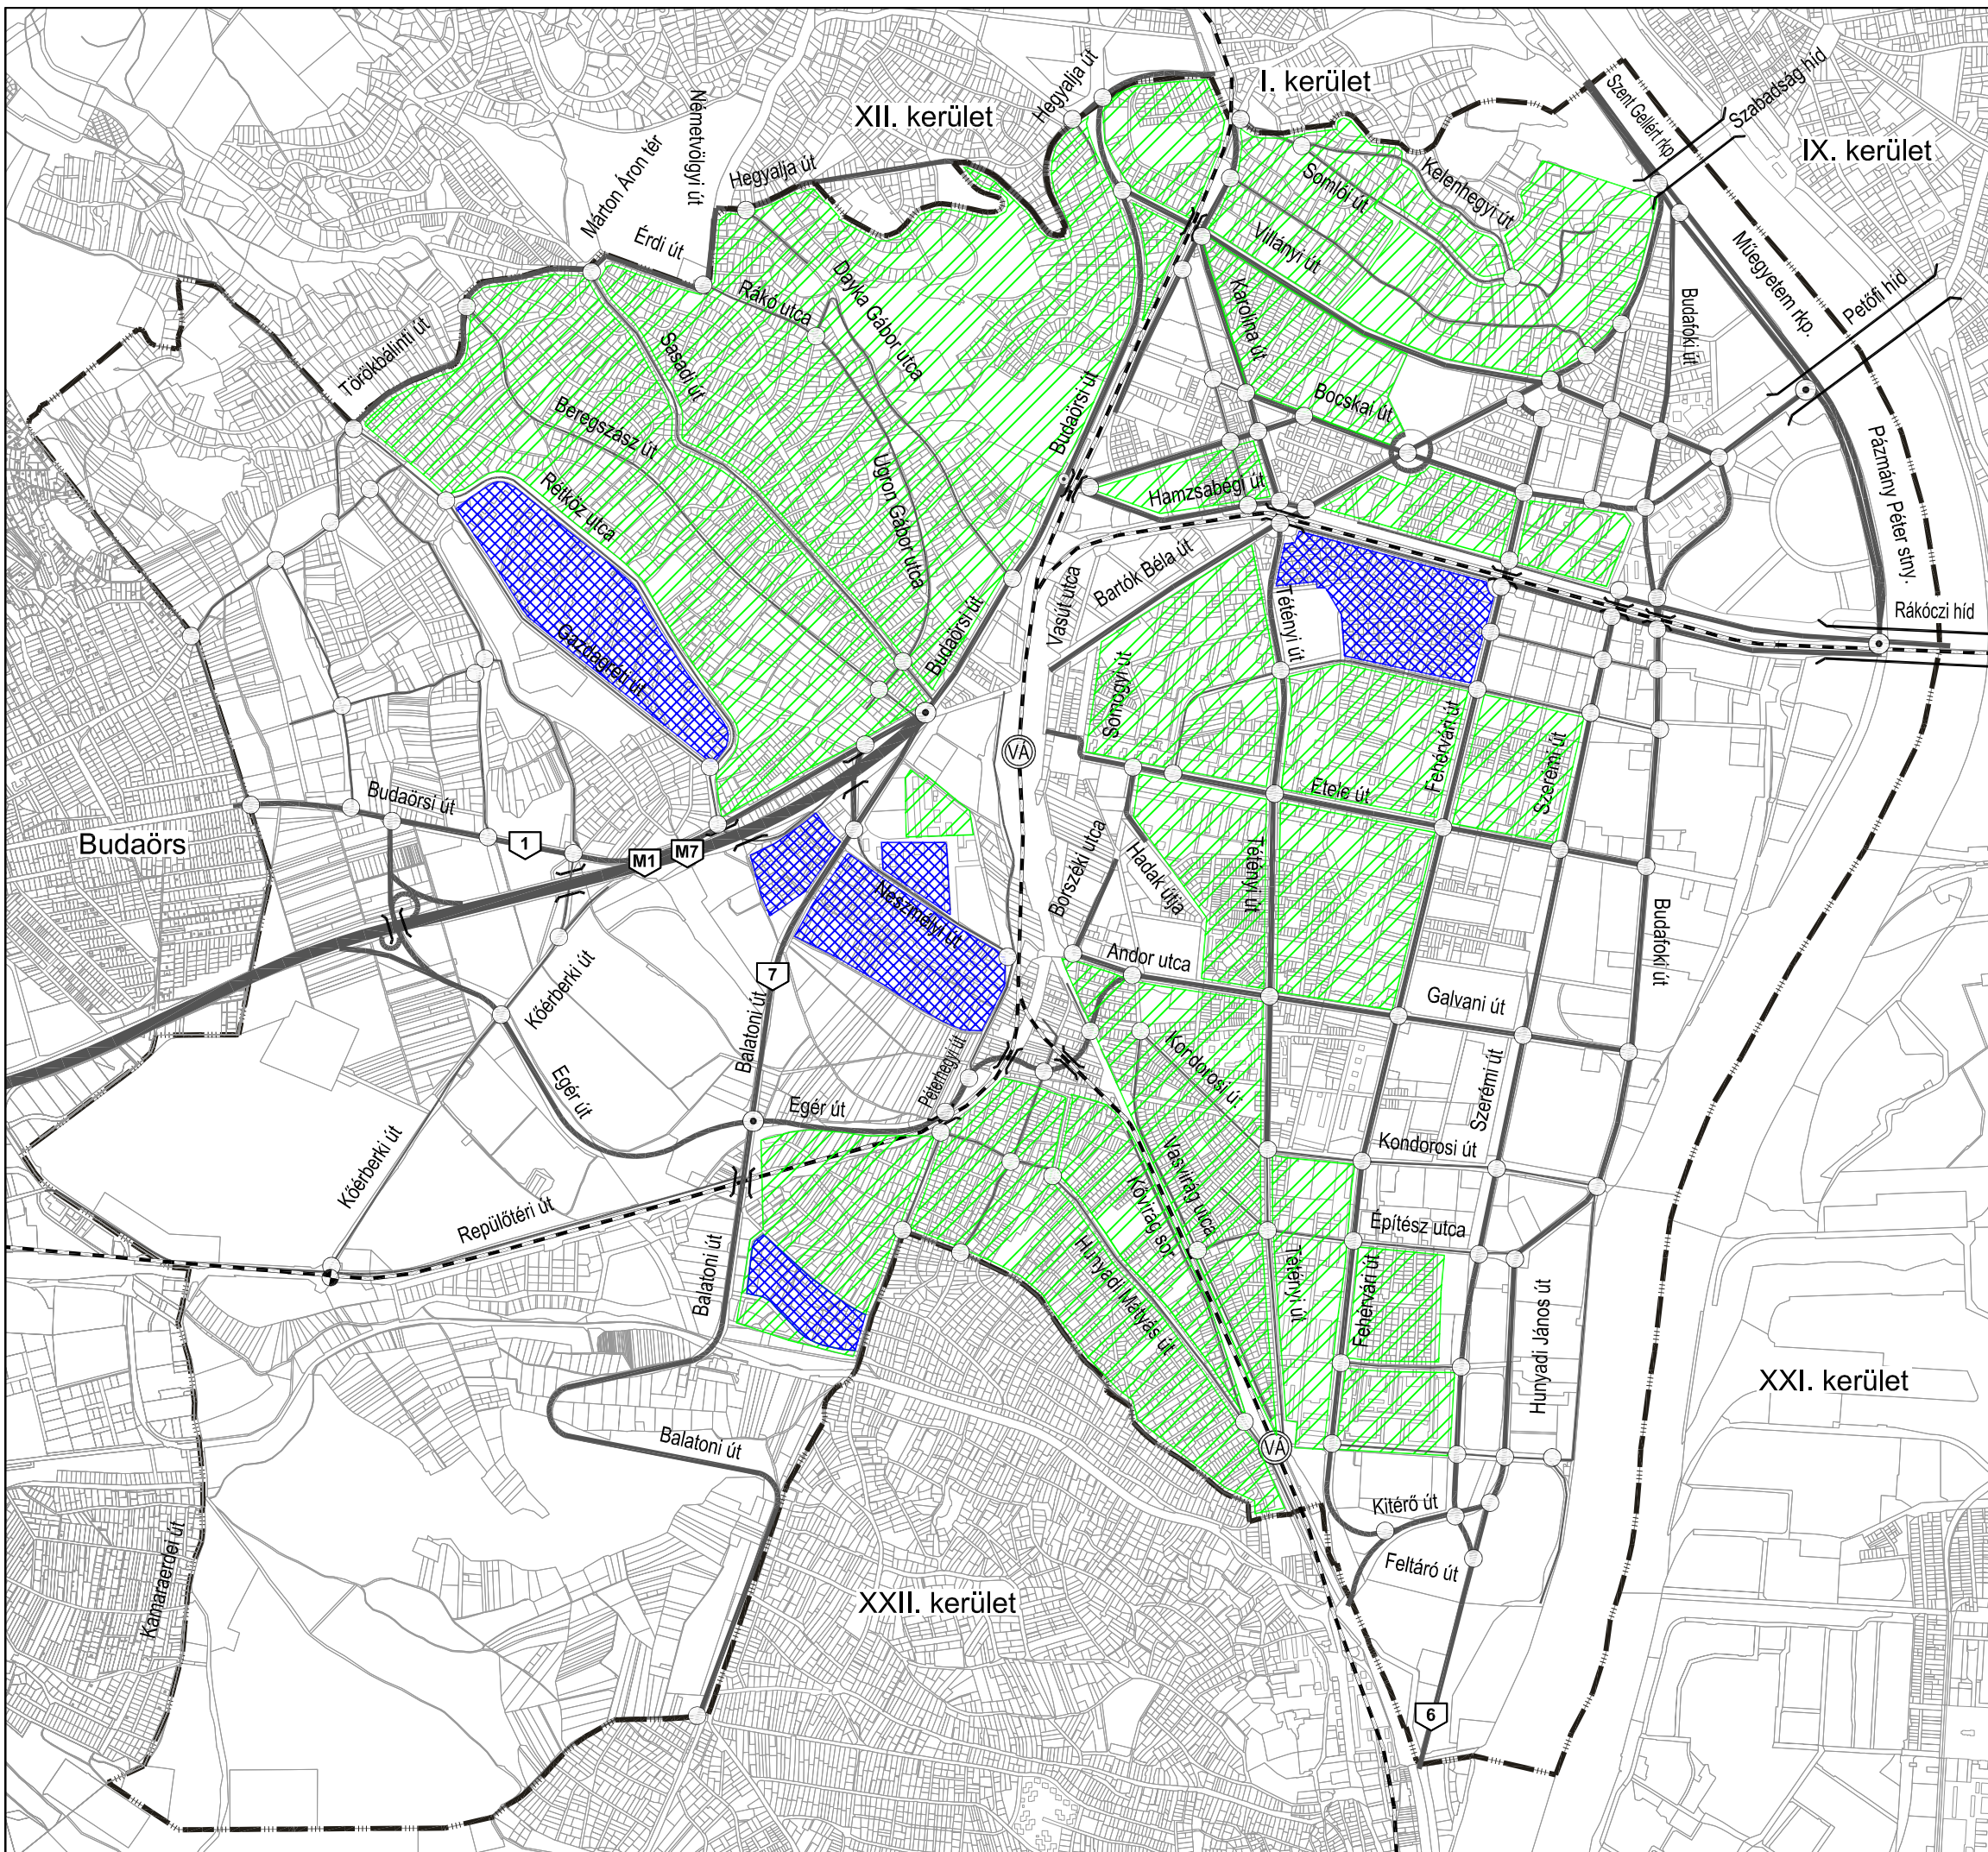 I. kerület
XII. kerület
Hegyalja út
Szent Gellért rkp.
Szabadság híd
IX. kerület
Németvölgyi út
Márton Áron tér
Hegyalja út
Érdi út
Somlói út
Kelenhegyi út
Villányi út
Műegyetem rkp.
Petőfi híd
Budafoki út
Dayka Gábor utca
Rákó utca
Sasadi út
Törökbálinti út
Karolina út
Bocskai út
Budaörsi út
Beregszász út
Ugron Gábor utca
Rétköz utca
Hamzsabégi út
Pázmány Péter stny.
Bartók Béla út
Vasút utca
Tétényi út
Rákóczi híd
Gazdagréti út
Budaörsi út
Somogyi út
Fehérvári út
Szerémi út
Etele út
VÁ
Budaörsi út
1
M1
M7
Budaörs
Borszéki utca
Hadak útja
Tétényi út
Neszmélyi út
Budafoki út
Andor utca
7
Galvani út
Kőérberki út
Balatoni út
Péterhegyi út
Kondorosi ú.
Egér út
Egér út
Szerémi út
Kondorosi út
Kőérberki út
Vasvirág utca
Kővirág sor
Repülőtéri út
Építész utca
Balatoni út
Hunyadi Mátyás út
Tétényi út
Fehérvári út
Hunyadi János út
XXI. kerület
Balatoni út
VÁ
Kitérő út
Feltáró út
Kamaraerdei út
XXII. kerület
6